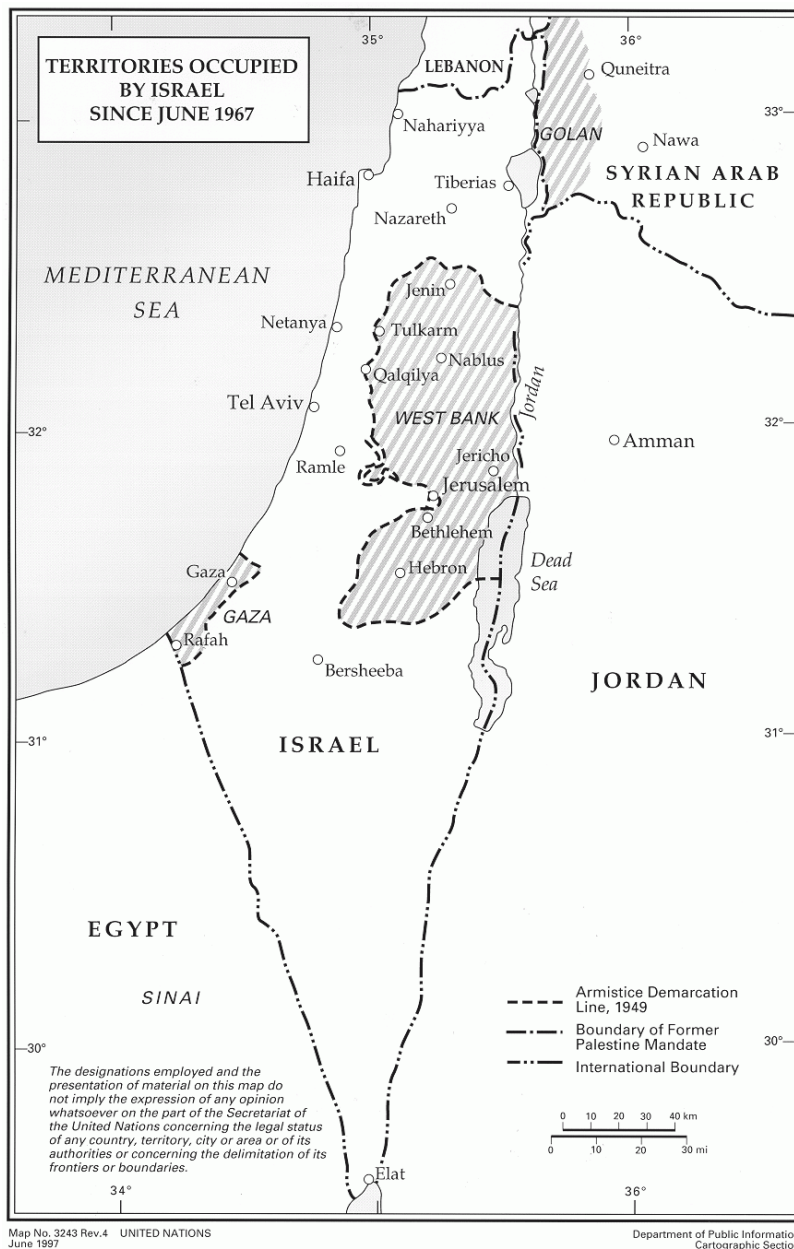 TERRITORIES OCCUPIED
BY ISRAEL
SINCE JUNE 1967
35°
36°
LEBANON
Quneitra
33°
Nahariyya
GOLAN
Nawa
Haifa
Tiberias
SYRIAN ARAB
REPUBLIC
Nazareth
MEDITERRANEAN
SEA
Jenin
Netanya
Tulkarm
Nablus
Qalqilya
Jordan
Tel Aviv
WEST BANK
32°
32°
Amman
Ramle
Jericho
Jerusalem
Bethlehem
Dead
Sea
Gaza
Hebron
GAZA
Rafah
Bersheeba
JORDAN
ISRAEL
31°
31°
EGYPT
SINAI
Armistice Demarcation
Line, 1949
Boundary of Former
Palestine Mandate
International Boundary
30°
30°
The designations employed and the
presentation of material on this map do
not imply the expression of any opinion
whatsoever on the part of the Secretariat of
the United Nations concerning the legal status
of any country, territory, city or area or of its
authorities or concerning the delimitation of its
frontiers or boundaries.
0 10 20 30 40 km
0 10 20 30 mi
Elat
34°
36°
Map No. 3243 Rev.4 UNITED NATIONS
June 1997
Department of Public Informatio
Cartographic Sectio